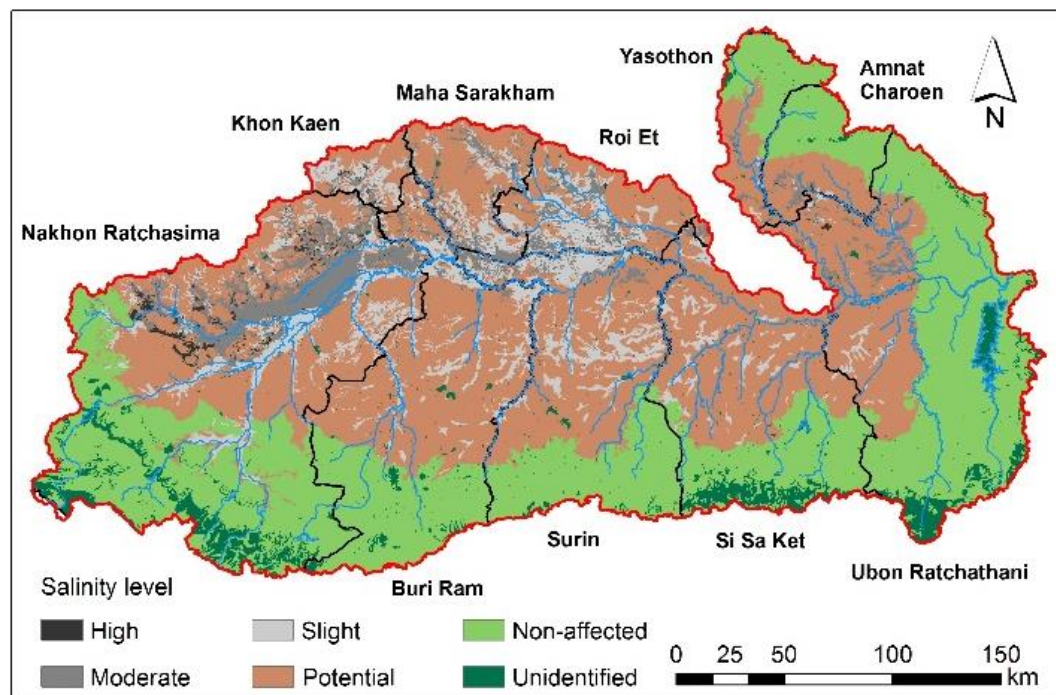 Yasothon
Amnat
Charoen
Maha Sarakham
Khon Kaen
Roi Et
N
Nakhon Ratchasima
Surin
Si Sa Ket
Buri Ram
Ubon Ratchathani
Salinity level
High
Slight
Non-affected
Moderate
Potential
Unidentified
0 25 50 100 150
km